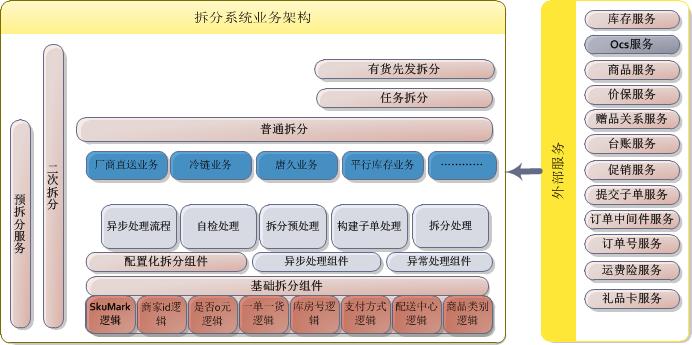 拆分系统业务架构
有货先发拆分
任务拆分
普通拆分
厂商直送业务 冷链业务 唐久业务 平行库存业务 …………
预拆分服务
二次拆分
异步处理流程 自检处理 拆分预处理 构建子单处理 拆分处理
配置化拆分组件 异步处理组件 异常处理组件
基础拆分组件
SkuMark逻辑 商家id逻辑 是否0元逻辑 一单一货逻辑 库房号逻辑 支付方式逻辑 配送中心逻辑 商品类别逻辑
外部服务
库存服务
Ocs服务
商品服务
价保服务
赠品关系服务
台账服务
促销服务
提交子单服务
订单中间件服务
订单号服务
运费险服务
礼品卡服务